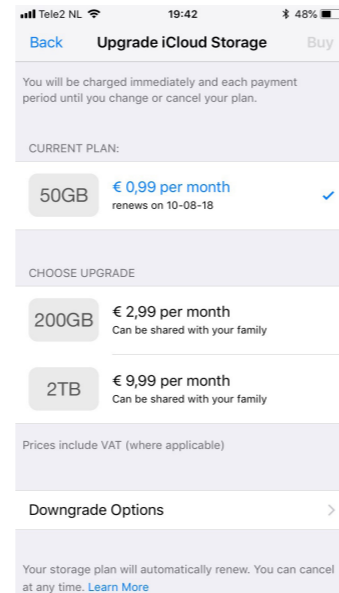 Tele2 NL 19:42 48%
Back Upgrade iCloud Storage Buy
You will be charged immediately and each payment
period until you change or cancel your plan.
CURRENT PLAN:
50GB € 0,99 per month
renews on 10-08-18
CHOOSE UPGRADE
200GB € 2,99 per month
Can be shared with your family
2TB € 9,99 per month
Can be shared with your family
Prices include VAT (where applicable)
Downgrade Options
Your storage plan will automatically renew. You can cancel
at any time. Learn More